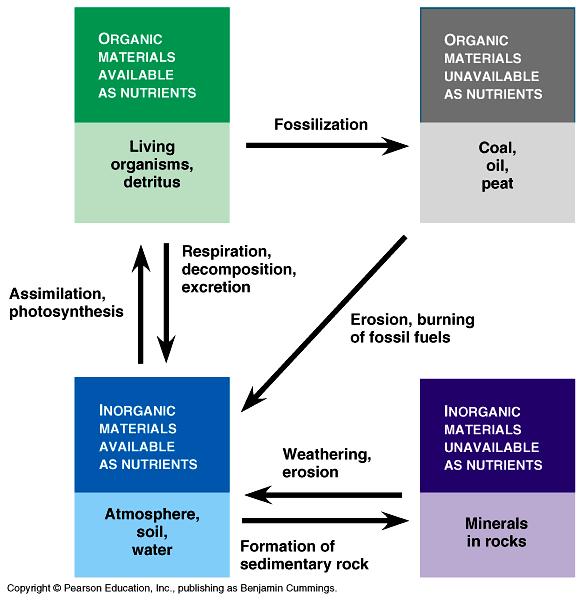 ORGANIC
MATERIALS
AVAILABLE
AS NUTRIENTS
Living
organisms,
detritus
Fossilization
ORGANIC
MATERIALS
UNAVAILABLE
AS NUTRIENTS
Coal,
oil,
peat
Assimilation,
photosynthesis
Respiration,
decomposition,
excretion
Erosion, burning
of fossil fuels
INORGANIC
MATERIALS
AVAILABLE
AS NUTRIENTS
Atmosphere,
soil,
water
Weathering,
erosion
Formation of
sedimentary rock
INORGANIC
MATERIALS
UNAVAILABLE
AS NUTRIENTS
Minerals
in rocks
Copyright © Pearson Education, Inc., publishing as Benjamin Cummings.